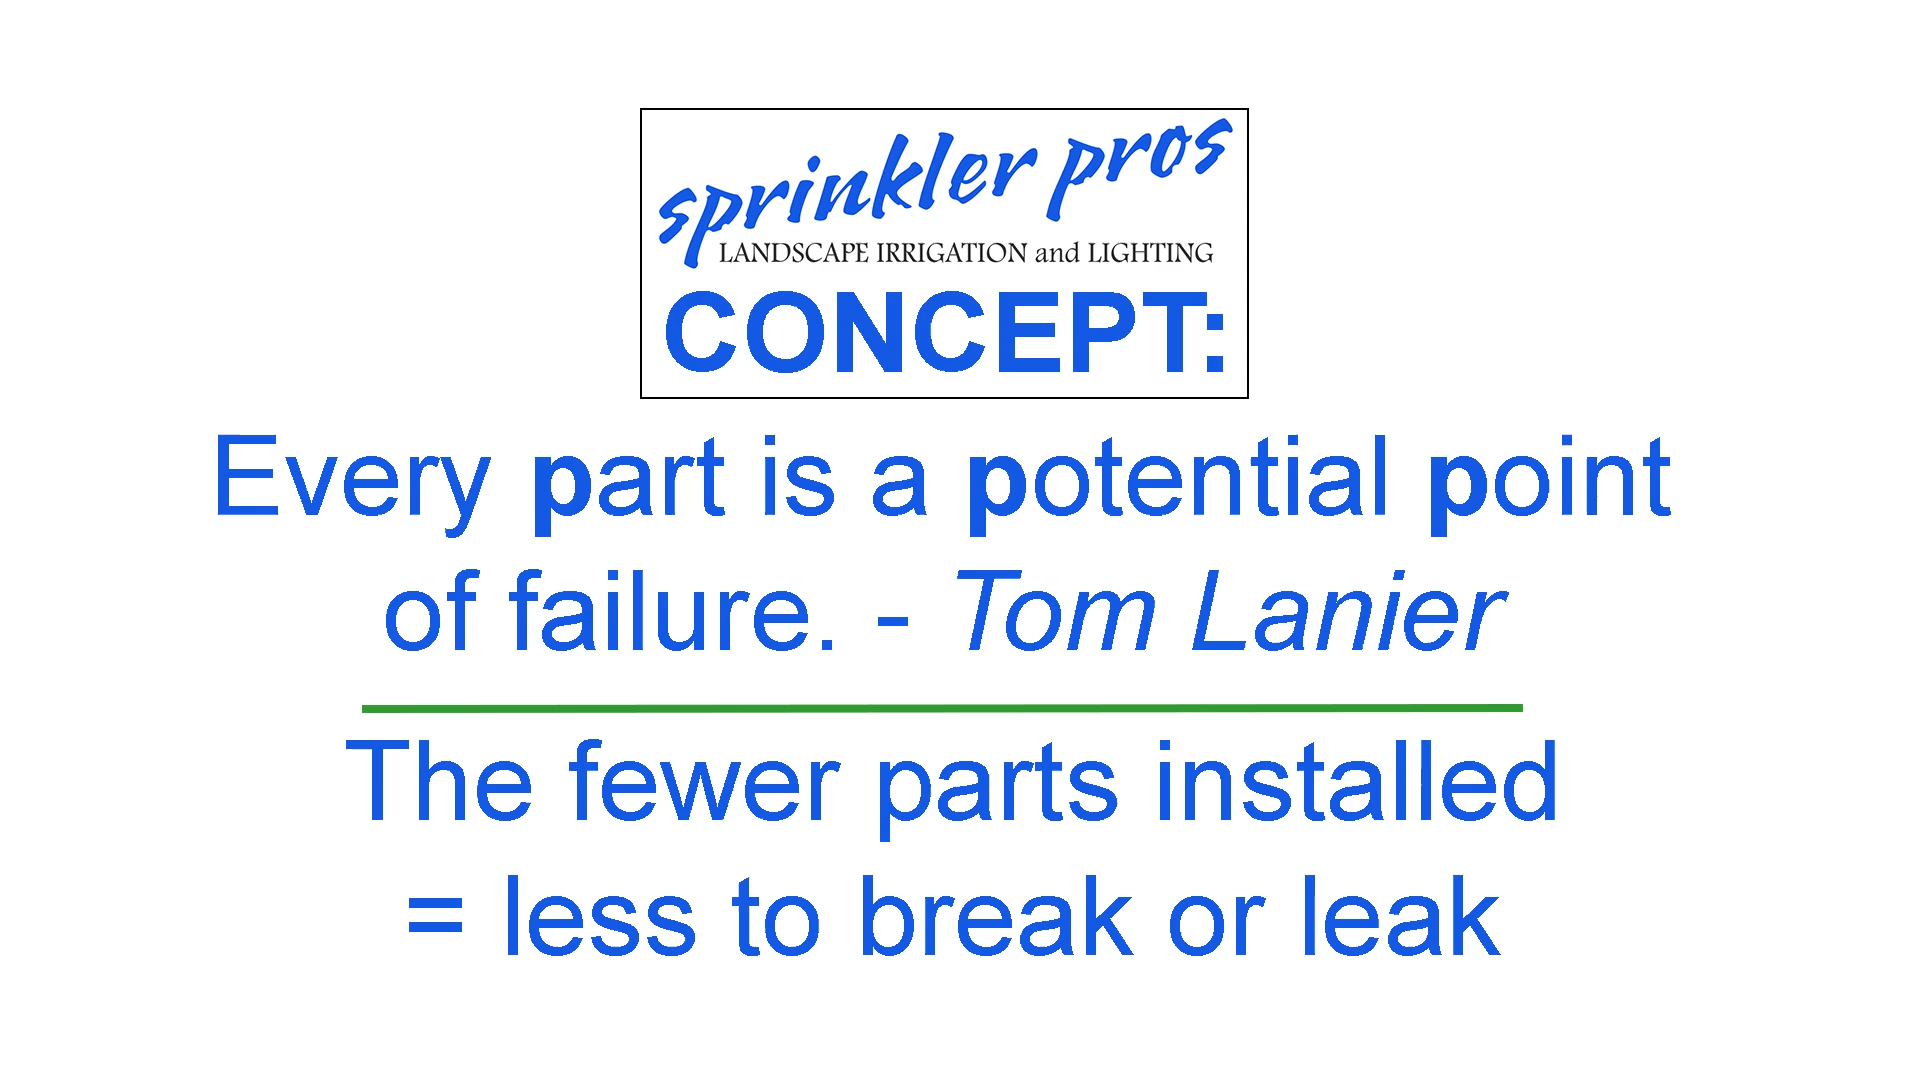 sprinkler pros
LANDSCAPE IRRIGATION and LIGHTING
CONCEPT:
Every part is a potential point
of failure. - Tom Lanier
The fewer parts installed
= less to break or leak